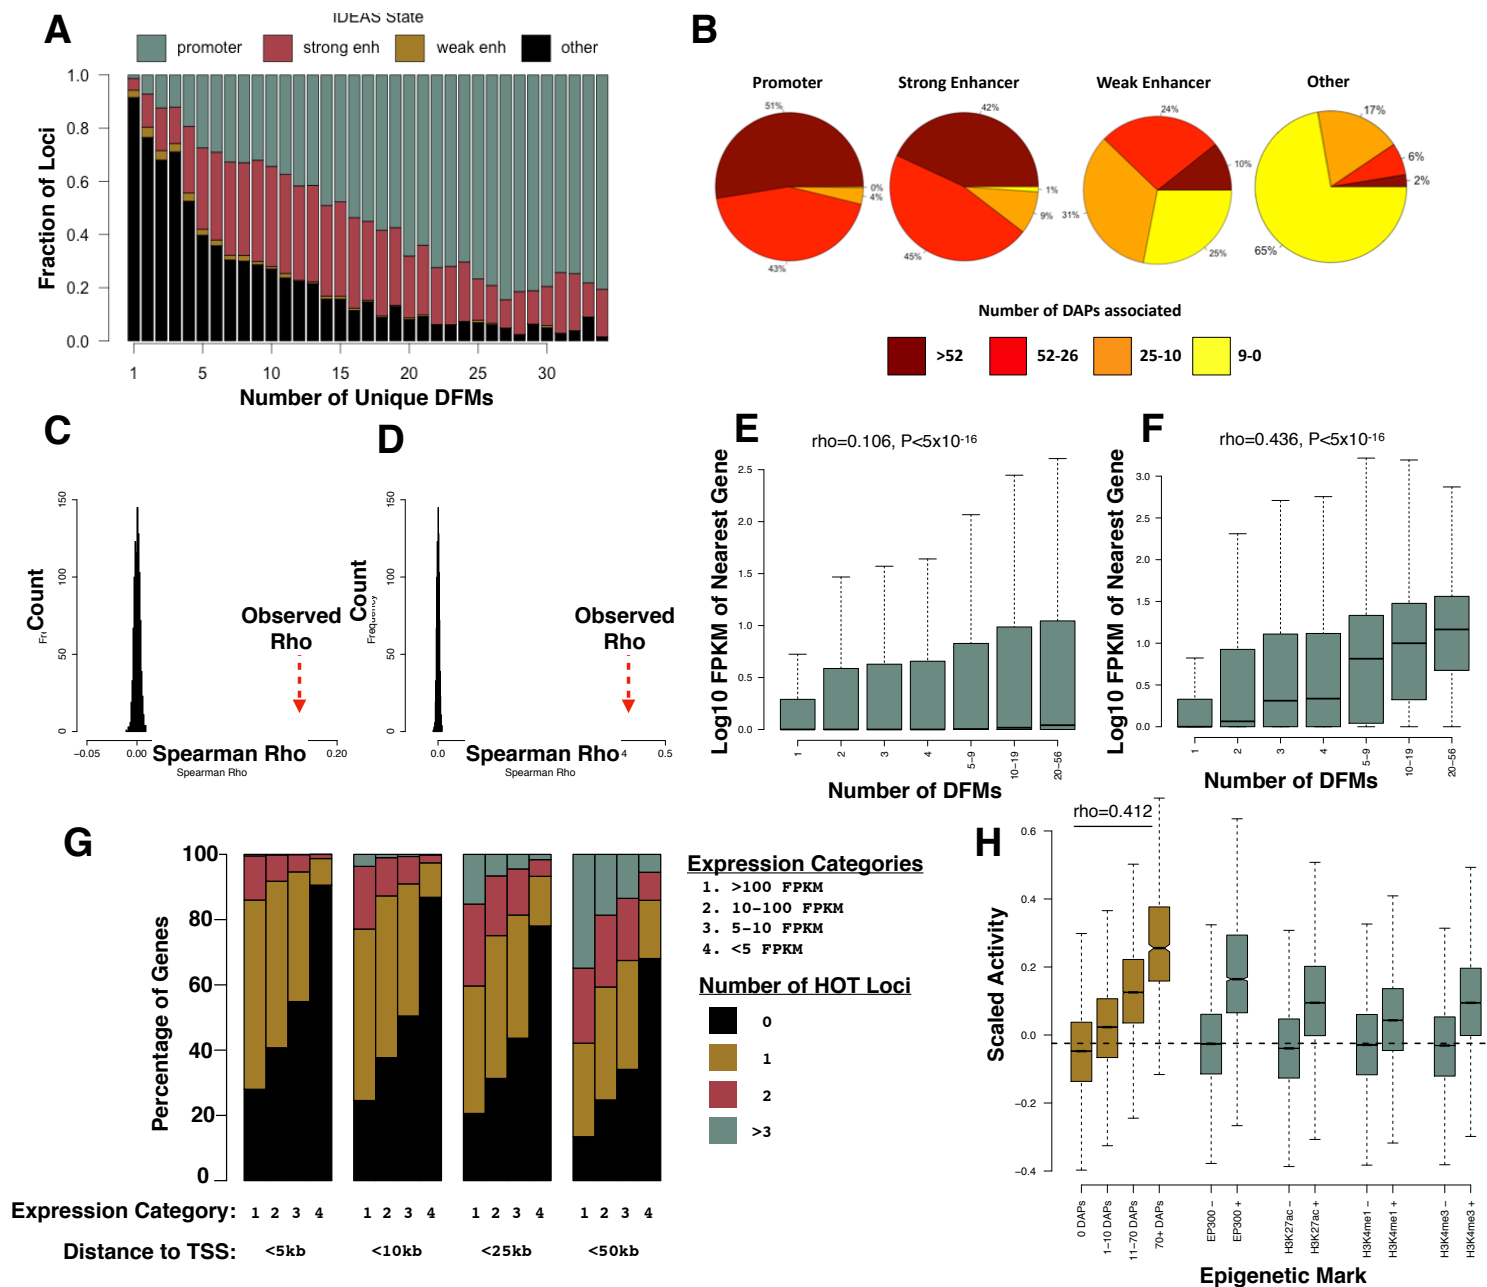 A
IDEAS State
promoter
strong enh
weak enh
other
Fraction of Loci
1.0
0.8
0.6
0.4
0.2
0.0
1
5
10
15
20
25
30
Number of Unique DFMs
B
Promoter
Strong Enhancer
Weak Enhancer
Other
51%
0%
4%
43%
42%
1%
9%
45%
24%
10%
25%
31%
17%
6%
2%
65%
Number of DAPs associated
>52
52-26
25-10
9-0
C
Count
150
100
50
0
Observed
Rho
−0.05
0.00
0.20
Spearman Rho
Spearman Rho
D
Count
150
100
50
0
Observed
Rho
0.0
4
0.5
Spearman Rho
Spearman Rho
E
rho=0.106, P<5x10-16
Log10 FPKM of Nearest Gene
2.5
2.0
1.5
1.0
0.5
0.0
1
2
3
4
5−9
10−19
20−56
Number of DFMs
F
rho=0.436, P<5x10-16
Log10 FPKM of Nearest Gene
3.0
2.5
2.0
1.5
1.0
0.5
0.0
1
2
3
4
5−9
10−19
20−56
Number of DFMs
G
Percentage of Genes
100
80
60
40
20
0
Expression Category: 1 2 3 4 1 2 3 4 1 2 3 4 1 2 3 4
Distance to TSS: <5kb <10kb <25kb <50kb
Expression Categories
1. >100 FPKM
2. 10-100 FPKM
3. 5-10 FPKM
4. <5 FPKM
Number of HOT Loci
0
1
2
>3
H
rho=0.412
Scaled Activity
0.6
0.4
0.2
0.0
−0.2
−0.4
0 DAPs
1−10 DAPs
11−70 DAPs
70+ DAPs
EP300 −
EP300 +
H3K27ac −
H3K27ac +
H3K4me1 −
H3K4me1 +
H3K4me3 −
H3K4me3 +
Epigenetic Mark